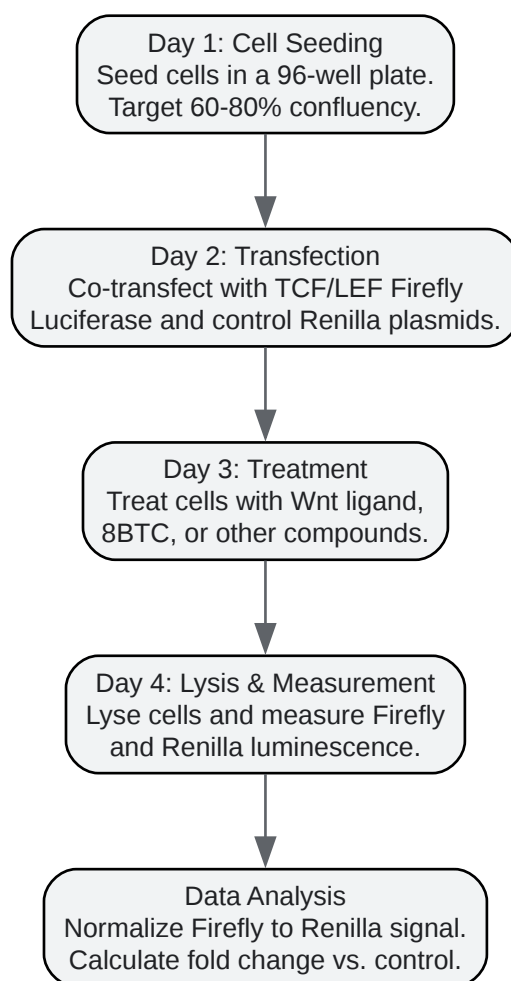 Day 1: Cell Seeding
Seed cells in a 96-well plate.
Target 60-80% confluency.
Day 2: Transfection
Co-transfect with TCF/LEF Firefly
Luciferase and control Renilla plasmids.
Day 3: Treatment
Treat cells with Wnt ligand,
8BTC, or other compounds.
Day 4: Lysis & Measurement
Lyse cells and measure Firefly
and Renilla luminescence.
Data Analysis
Normalize Firefly to Renilla signal.
Calculate fold change vs. control.